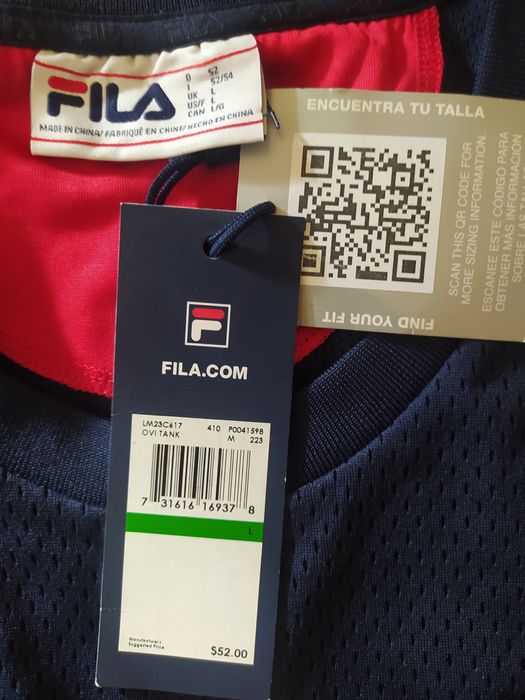 FILA
D 52
I 52/54
UK L
US/F L
CAN L/G
MADE IN CHINA/ FABRIQUÉ EN CHINE/ HECHO EN CHINA
ENCUENTRA TU TALLA
SCAN THIS QR CODE FOR
MORE SIZING INFORMATION.
ESCANEE ESTE CÓDIGO PARA
OBTENER MÁS INFORMACIÓN
SOBRE LA
FIND YOUR FIT
F
FILA.COM
LM23C617 410 P0041598
OVI TANK M 223
7 31616 16937 8
L
Manufacturers
Suggested Price
$52.00